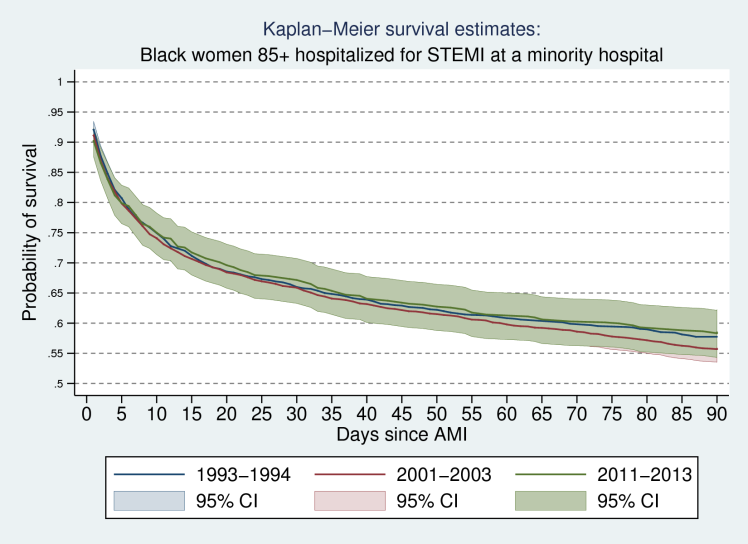 Kaplan−Meier survival estimates:
Black women 85+ hospitalized for STEMI at a minority hospital
Probability of survival
1
.95
.9
.85
.8
.75
.7
.65
.6
.55
.5
0 5 10 15 20 25 30 35 40 45 50 55 60 65 70 75 80 85 90
Days since AMI
1993−1994 2001−2003 2011−2013
95% CI 95% CI 95% CI